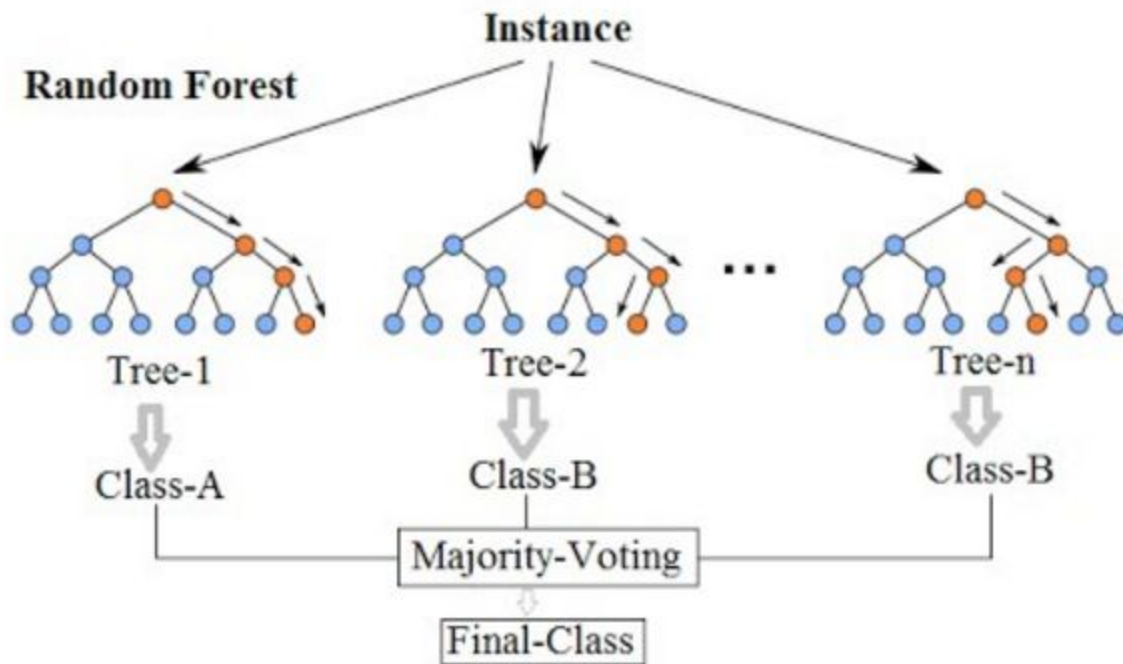 Instance
Random Forest
...
Tree-1
Tree-2
Tree-n
Class-A
Class-B
Class-B
Majority-Voting
Final-Class